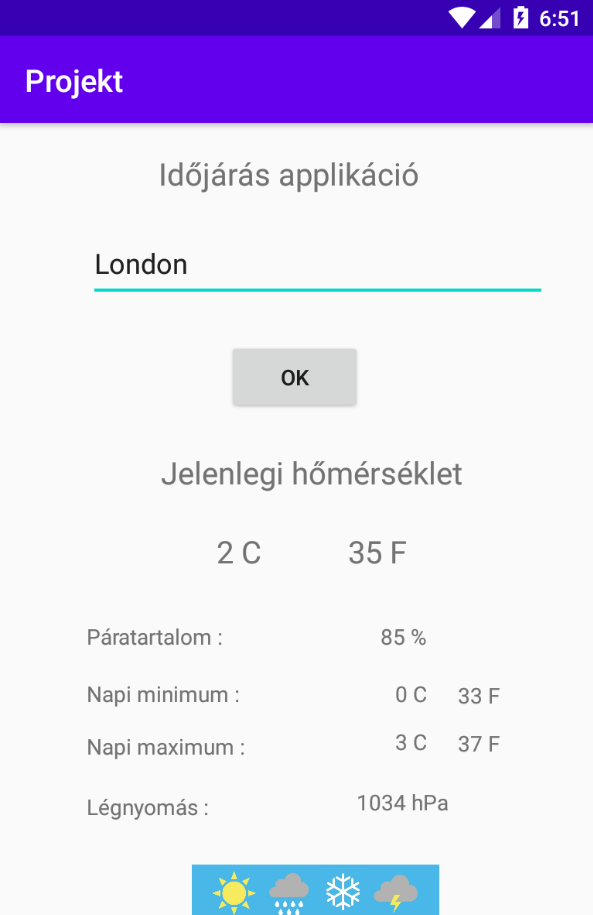 6:51
Projekt
Időjárás applikáció
London
OK
Jelenlegi hőmérséklet
2 C 35 F
Páratartalom : 85 %
Napi minimum : 0 C 33 F
Napi maximum : 3 C 37 F
Légnyomás : 1034 hPa